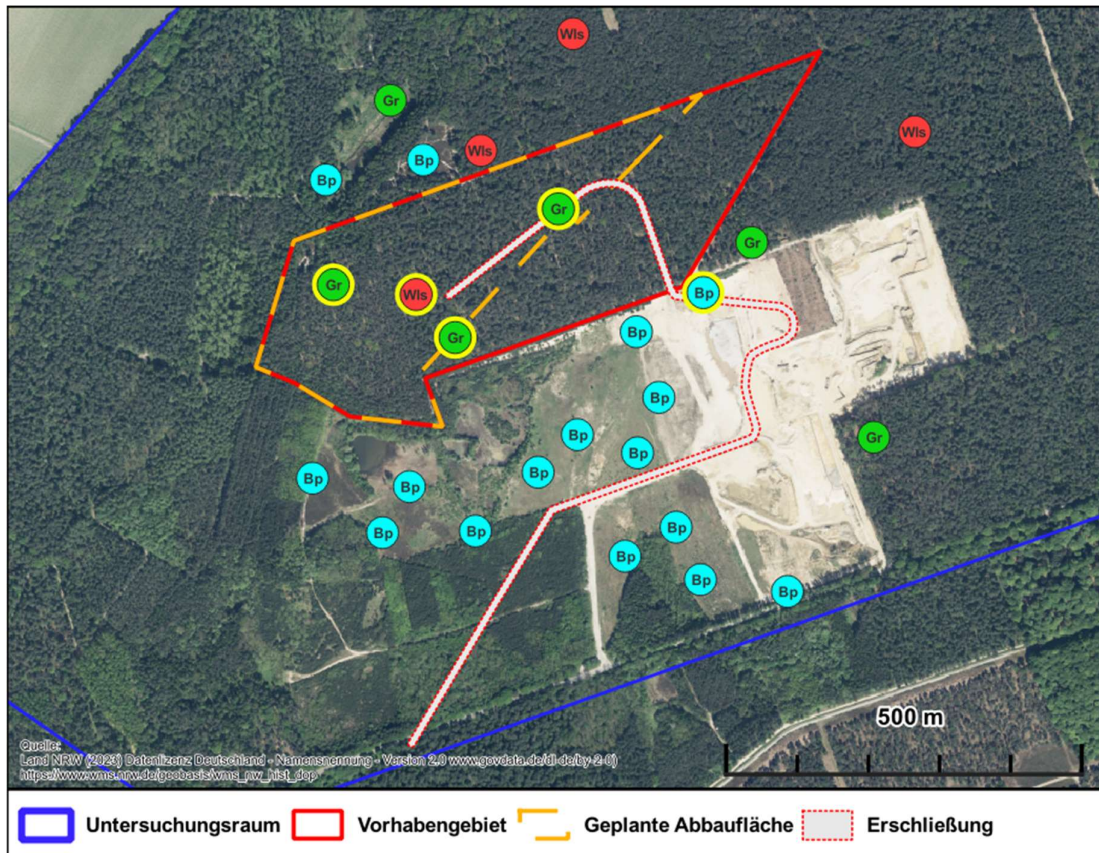 Wls
Gr
Wls
Bp
Wls
Bp
Gr
Gr
Gr
Wls
Bp
Bp
Gr
Bp
Bp
Gr
Bp
Bp
Bp
Bp
Bp
Bp
Bp
Bp
Bp
Bp
500 m
Quelle:
Land NRW (2023) Datenlizenz Deutschland - Namensnennung - Version 2.0 www.govdata.de/dl-de/by-2-0)
https://www.wms.nrw.de/geobasis/wms_nw_hist_dop
Untersuchungsraum Vorhabengebiet Geplante Abbaufläche Erschließung